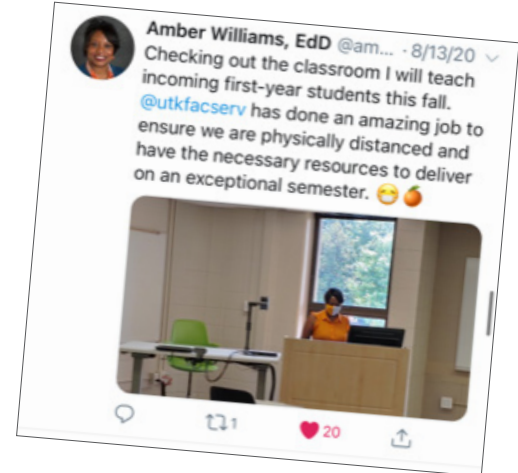 Amber Williams, EdD @am... · 8/13/20
Checking out the classroom I will teach
incoming first-year students this fall.
@utkfacserv has done an amazing job to
ensure we are physically distanced and
have the necessary resources to deliver
on an exceptional semester. 😷🍊
1 20